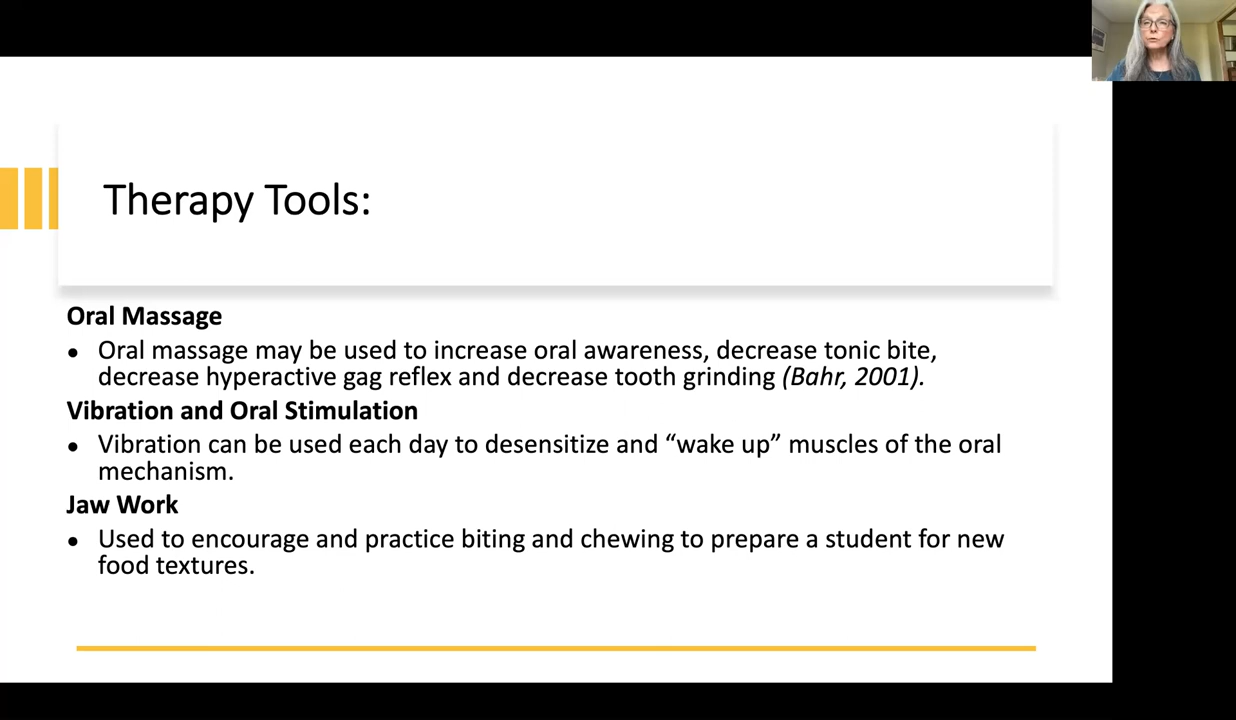 Therapy Tools:
Oral Massage
• Oral massage may be used to increase oral awareness, decrease tonic bite,
decrease hyperactive gag reflex and decrease tooth grinding (Bahr, 2001).
Vibration and Oral Stimulation
• Vibration can be used each day to desensitize and “wake up” muscles of the oral
mechanism.
Jaw Work
• Used to encourage and practice biting and chewing to prepare a student for new
food textures.